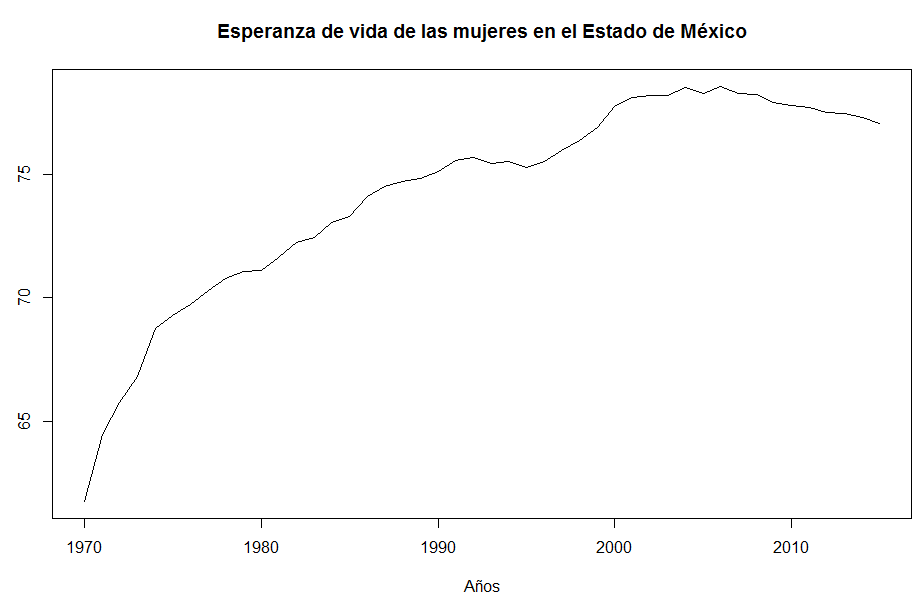 Esperanza de vida de las mujeres en el Estado de México
75
70
65
1970 1980 1990 2000 2010
Años